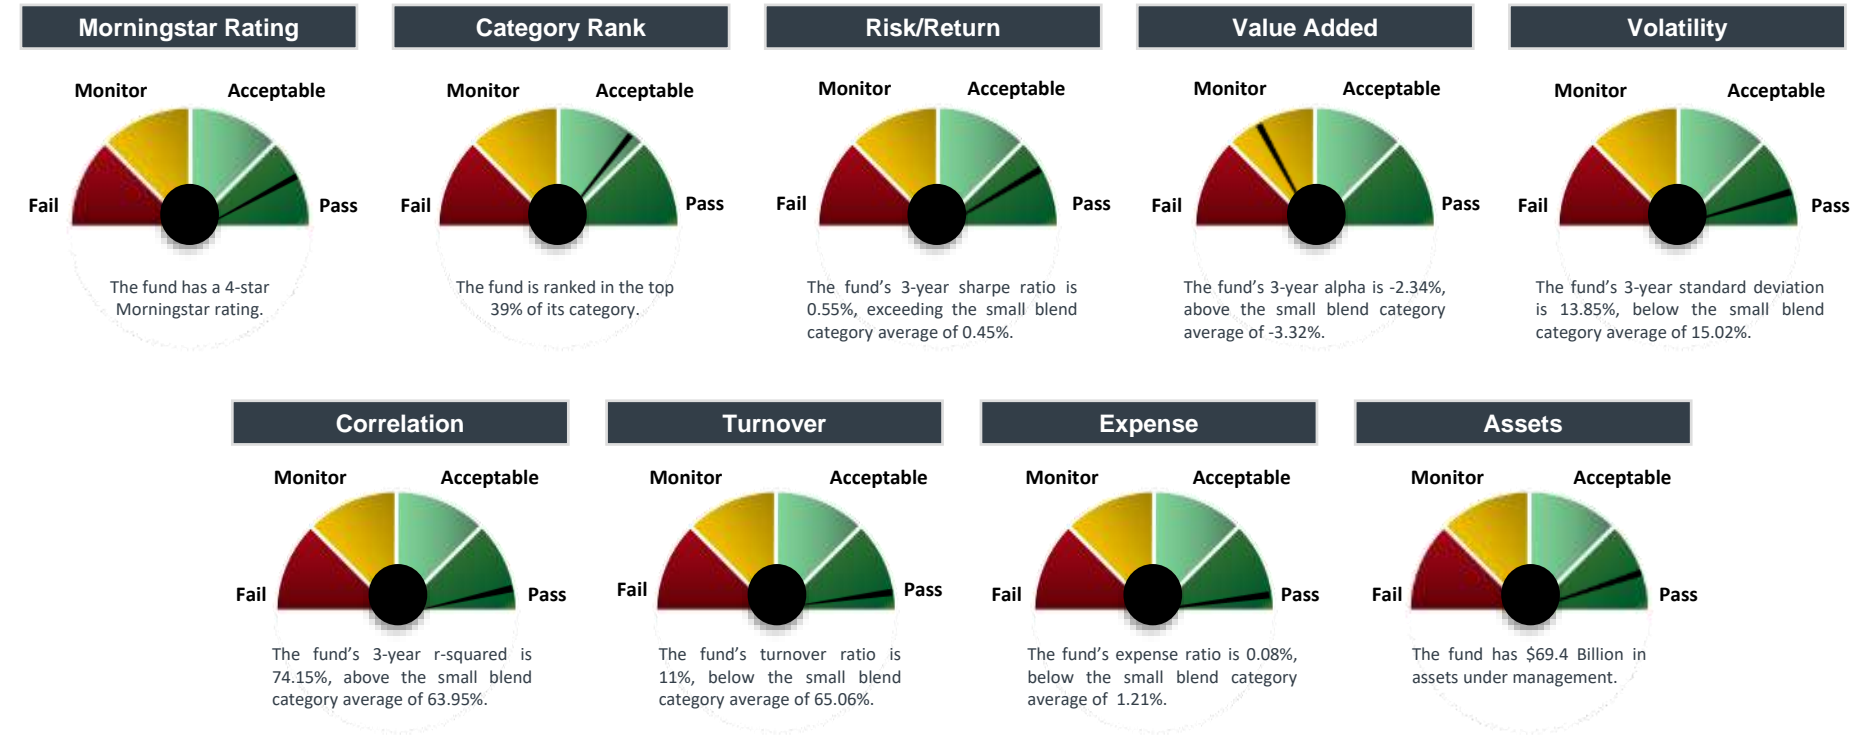 Morningstar Rating
Category Rank
Risk/Return
Value Added
Volatility
Monitor
Acceptable
Fail
Pass
The fund has a 4-star
Morningstar rating.
Monitor
Acceptable
Fail
Pass
The fund is ranked in the top
39% of its category.
Monitor
Acceptable
Fail
Pass
The fund's 3-year sharpe ratio is
0.55%, exceeding the small blend
category average of 0.45%.
Monitor
Acceptable
Fail
Pass
The fund's 3-year alpha is -2.34%,
above the small blend category
average of -3.32%.
Monitor
Acceptable
Fail
Pass
The fund's 3-year standard deviation
is 13.85%, below the small blend
category average of 15.02%.
Correlation
Turnover
Expense
Assets
Monitor
Acceptable
Fail
Pass
The fund's 3-year r-squared is
74.15%, above the small blend
category average of 63.95%.
Monitor
Acceptable
Fail
Pass
The fund's turnover ratio is
11%, below the small blend
category average of 65.06%.
Monitor
Acceptable
Fail
Pass
The fund's expense ratio is 0.08%,
below the small blend category
average of 1.21%.
Monitor
Acceptable
Fail
Pass
The fund has $69.4 Billion in
assets under management.